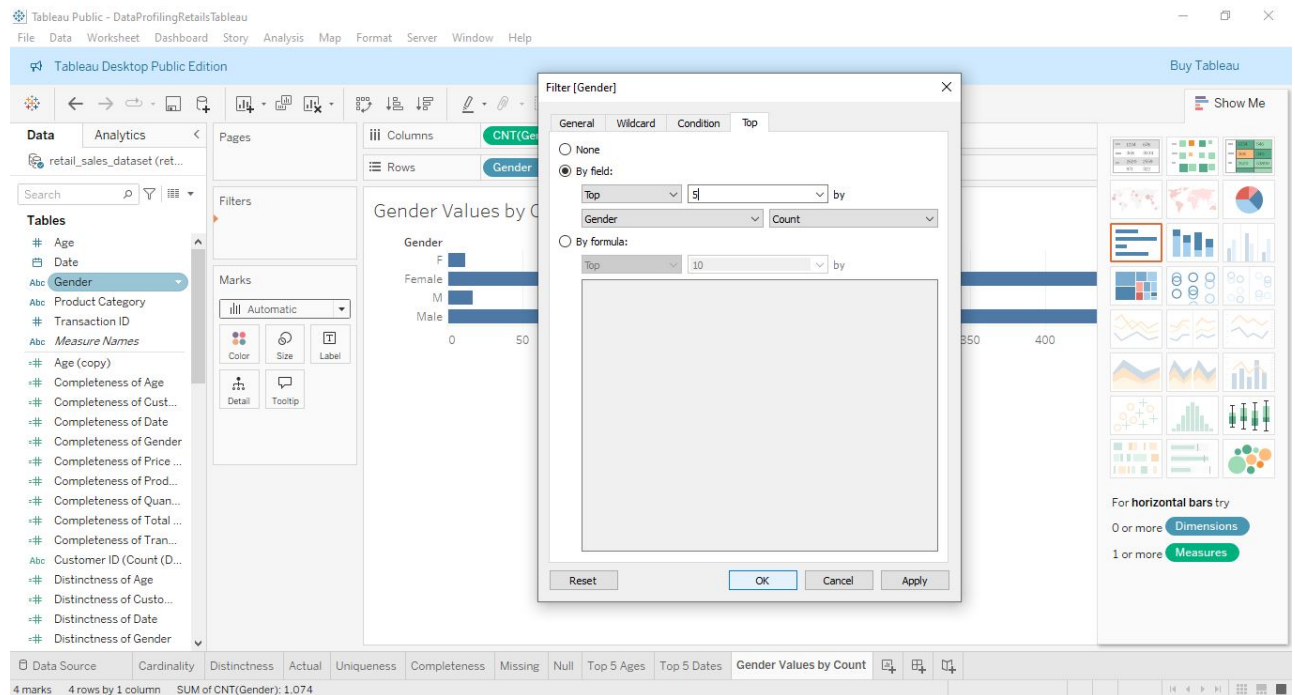 Tableau Public - DataProfilingRetailsTableau
File Data Worksheet Dashboard Story Analysis Map Format Server Window Help
Tableau Desktop Public Edition
Buy Tableau
Show Me
Data Analytics
retail_sales_dataset (ret...
Search
Tables
Age
Date
Abc Gender
Abc Product Category
Transaction ID
Abc Measure Names
Age (copy)
Completeness of Age
Completeness of Cust...
Completeness of Date
Completeness of Gender
Completeness of Price ...
Completeness of Prod...
Completeness of Quan...
Completeness of Total ...
Completeness of Tran...
Abc Customer ID (Count (D...
Distinctness of Age
Distinctness of Custo...
Distinctness of Date
Distinctness of Gender
Pages
Filters
Marks
Automatic
Color Size Label
Detail Tooltip
iii Columns CNT(Ge
Rows Gender
Gender Values by C
Gender
F
Female
M
Male
0 50 350 400
Filter [Gender]
General Wildcard Condition Top
None
By field:
Top 5 by
Gender Count
By formula:
Top 10 by
Reset OK Cancel Apply
For horizontal bars try
0 or more Dimensions
1 or more Measures
Data Source Cardinality Distinctness Actual Uniqueness Completeness Missing Null Top 5 Ages Top 5 Dates Gender Values by Count
4 marks 4 rows by 1 column SUM of CNT(Gender): 1,074